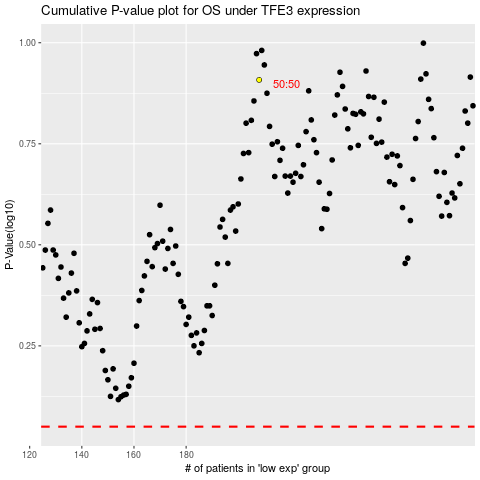 Cumulative P-value plot for OS under TFE3 expression
P-Value(log10)
1.00
0.75
0.50
0.25
50:50
120 140 160 180
# of patients in 'low exp' group